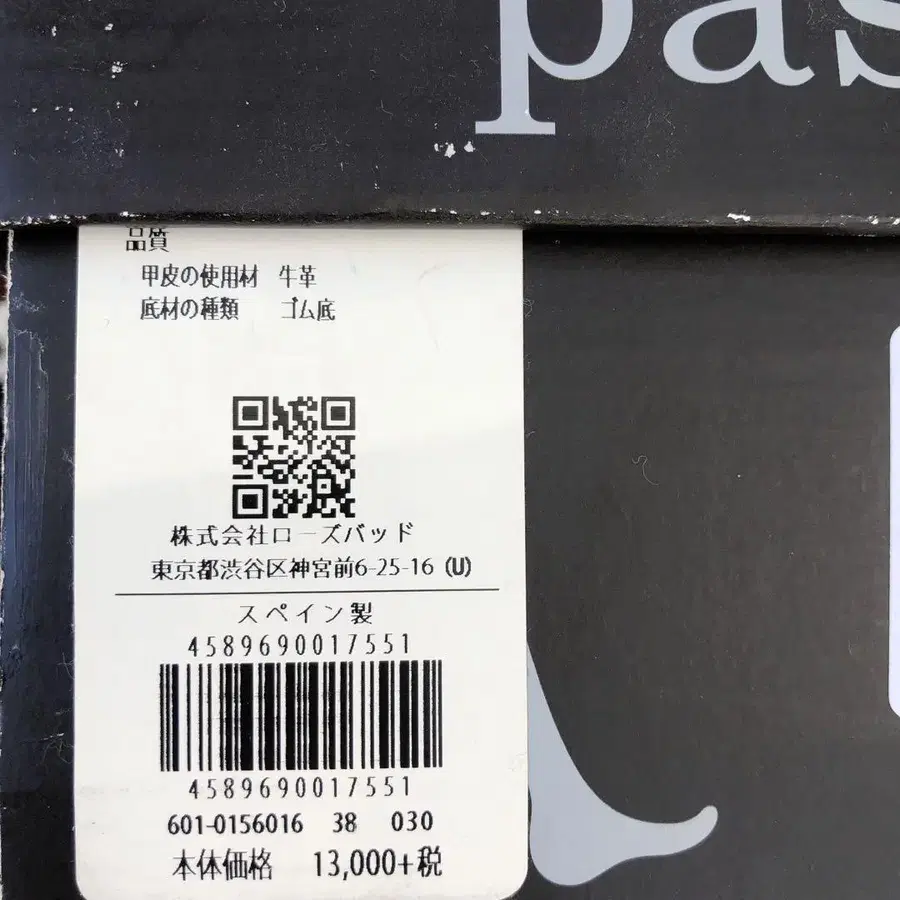 pas
品質
甲皮の使用材 牛革
底材の種類 ゴム底
株式会社ローズバッド
東京都渋谷区神宮前6-25-16 (U)
スペイン製
4589690017551
4589690017551
601-0156016 38 030
本体価格 13,000+税